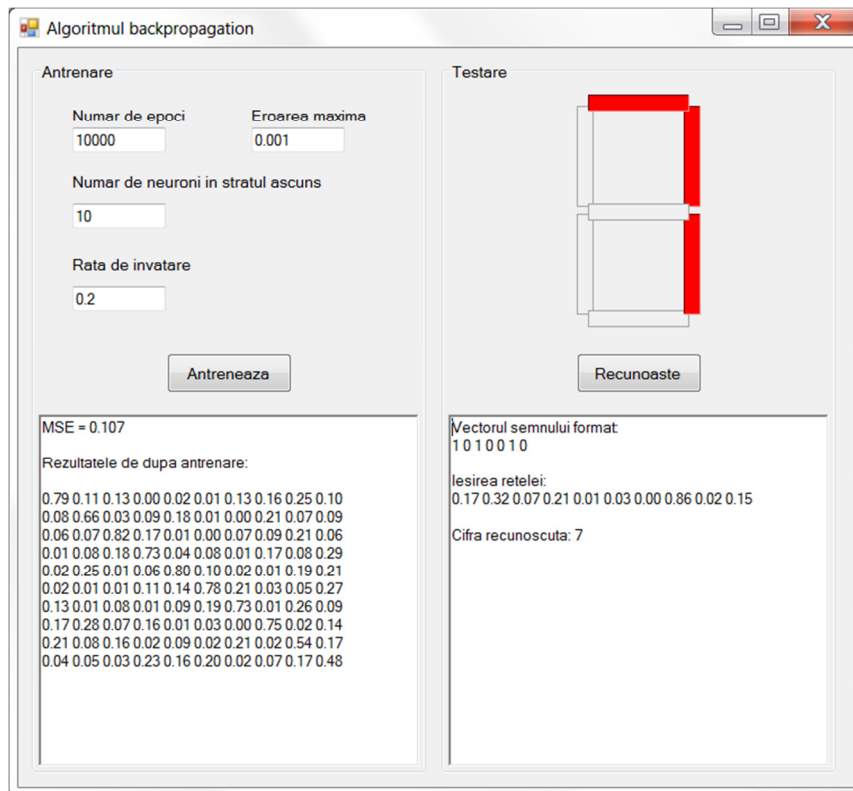 Algoritmul backpropagation
Antrenare
Numar de epoci
Eroarea maxima
10000
0.001
Numar de neuroni in stratul ascuns
10
Rata de invatare
0.2
Antreneaza
MSE = 0.107
Rezultatele de dupa antrenare:
0.79 0.11 0.13 0.00 0.02 0.01 0.13 0.16 0.25 0.10
0.08 0.66 0.03 0.09 0.18 0.01 0.00 0.21 0.07 0.09
0.06 0.07 0.82 0.17 0.01 0.00 0.07 0.09 0.21 0.06
0.01 0.08 0.18 0.73 0.04 0.08 0.01 0.17 0.08 0.29
0.02 0.25 0.01 0.06 0.80 0.10 0.02 0.01 0.19 0.21
0.02 0.01 0.01 0.11 0.14 0.78 0.21 0.03 0.05 0.27
0.13 0.01 0.08 0.01 0.09 0.19 0.73 0.01 0.26 0.09
0.17 0.28 0.07 0.16 0.01 0.03 0.00 0.75 0.02 0.14
0.21 0.08 0.16 0.02 0.09 0.02 0.21 0.02 0.54 0.17
0.04 0.05 0.03 0.23 0.16 0.20 0.02 0.07 0.17 0.48
Testare
Recunoaste
Vectorul semnului format:
1 0 1 0 0 1 0
Iesirea retelei:
0.17 0.32 0.07 0.21 0.01 0.03 0.00 0.86 0.02 0.15
Cifra recunoscuta: 7